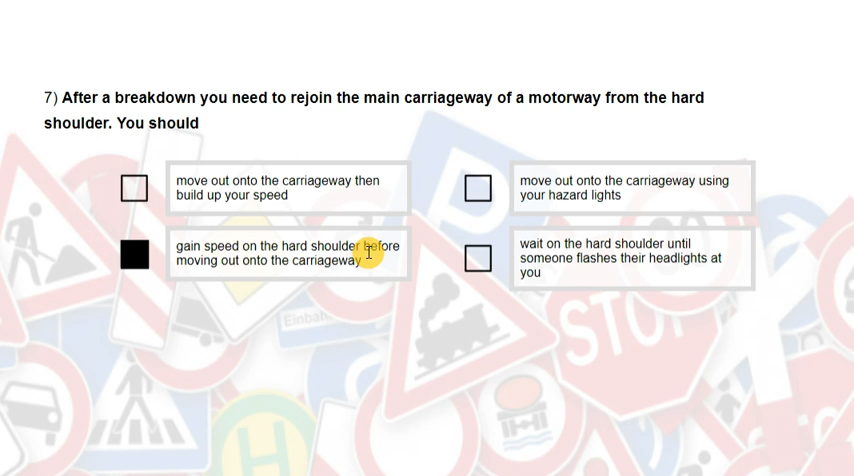 7) After a breakdown you need to rejoin the main carriageway of a motorway from the hard
shoulder. You should
move out onto the carriageway then
build up your speed
move out onto the carriageway using
your hazard lights
gain speed on the hard shoulder before
moving out onto the carriageway
wait on the hard shoulder until
someone flashes their headlights at
you
Einbah
STOP
P
H